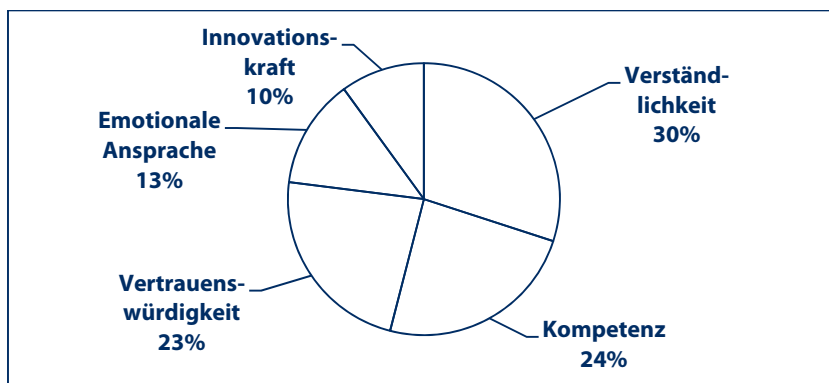 Innovations-
kraft
10%
Verständ-
lichkeit
30%
Emotionale
Ansprache
13%
Vertrauens-
würdigkeit
23%
Kompetenz
24%